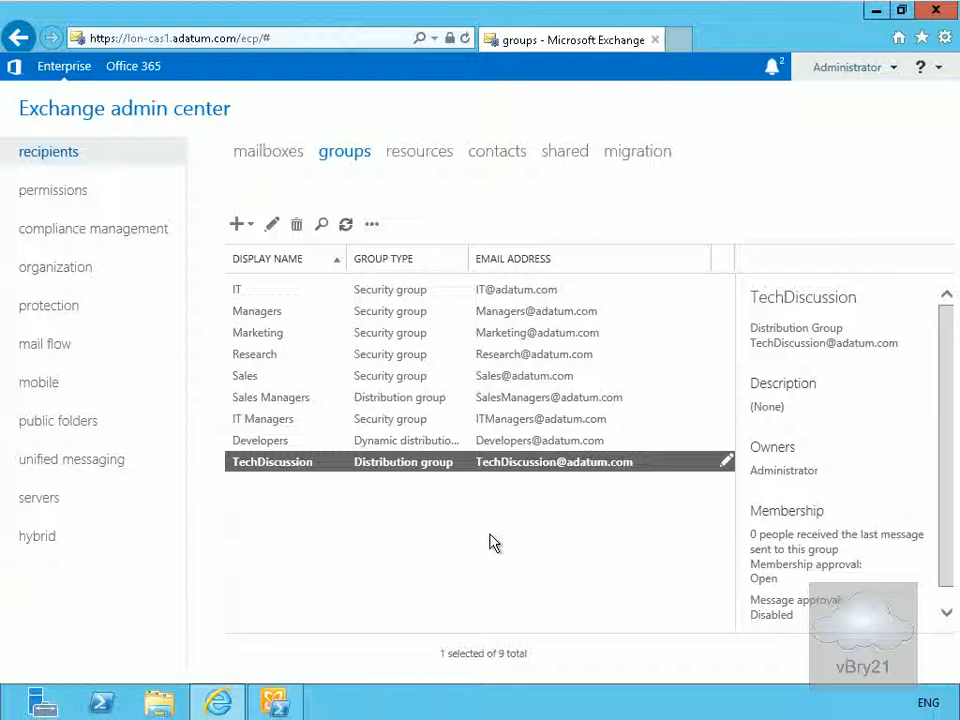 https://lon-cas1.adatum.com/ecp/#
groups - Microsoft Exchange
Enterprise Office 365
2
Administrator ?
Exchange admin center
recipients
permissions
compliance management
organization
protection
mail flow
mobile
public folders
unified messaging
servers
hybrid
mailboxes groups resources contacts shared migration
DISPLAY NAME GROUP TYPE EMAIL ADDRESS
IT Security group IT@adatum.com
Managers Security group Managers@adatum.com
Marketing Security group Marketing@adatum.com
Research Security group Research@adatum.com
Sales Security group Sales@adatum.com
Sales Managers Distribution group SalesManagers@adatum.com
IT Managers Security group ITManagers@adatum.com
Developers Dynamic distributio... Developers@adatum.com
TechDiscussion Distribution group TechDiscussion@adatum.com
1 selected of 9 total
TechDiscussion
Distribution Group
TechDiscussion@adatum.com
Description
(None)
Owners
Administrator
Membership
0 people received the last message
sent to this group
Membership approval:
Open
Message approval:
Disabled
vBry21
ENG